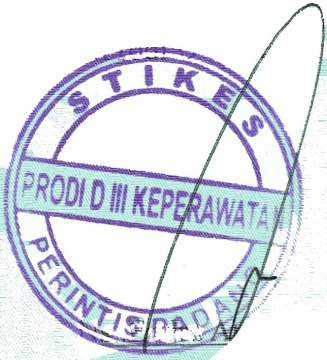 STIKES
PRODI D III KEPERAWATAN
PERINTIS PADANG